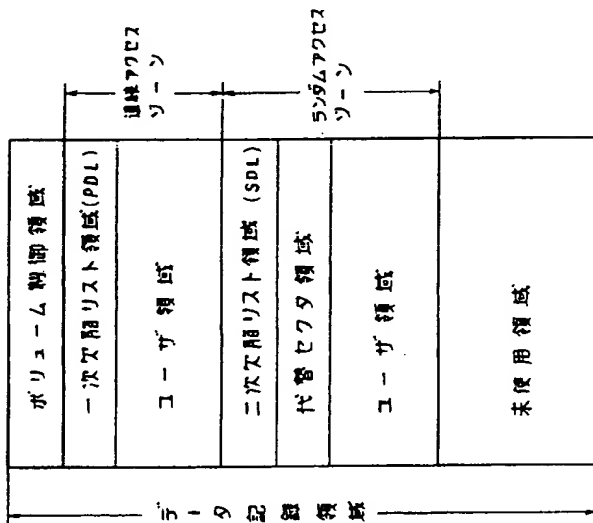 ボリューム制御領域
一次欠陥リスト領域(PDL)
ユーザ領域
二次欠陥リスト領域(SDL)
代替セクタ領域
ユーザ領域
未使用領域
連続アクセス
ゾーン
ランダムアクセス
ゾーン
データ記録領域